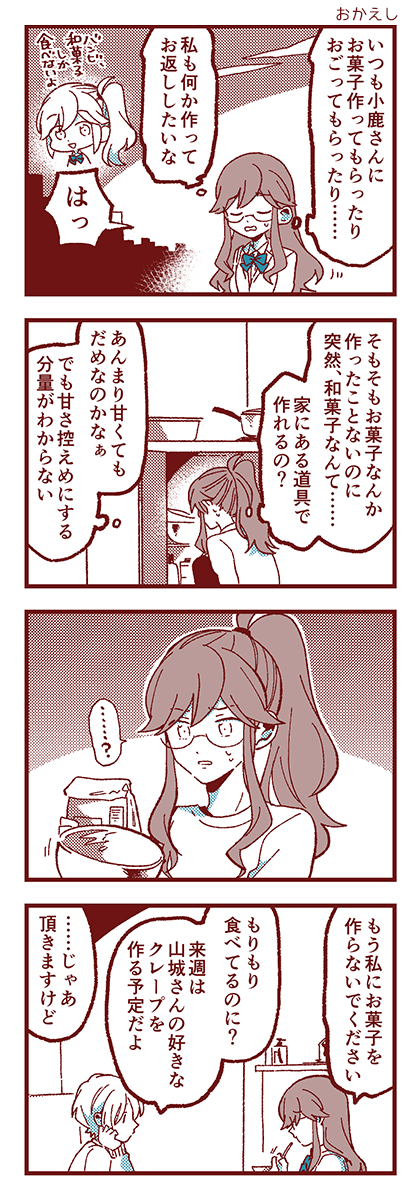 おかえし
いつも小鹿さんに
お菓子作ってもらったり
おごってもらったり……
私も何か作って
お返ししたいな
バンビ、
和菓子
しか
食べないよ
はっ
そもそもお菓子なんか
作ったことないのに
突然、和菓子なんて……
家にある道具で
作れるの？
あんまり甘くても
だめなのかなぁ
でも甘さ控えめにする
分量がわからない
……？
もう私にお菓子を
作らないでください
もりもり
食べてるのに？
来週は
山城さんの好きな
クレープを
作る予定だよ
……じゃあ
頂きますけど